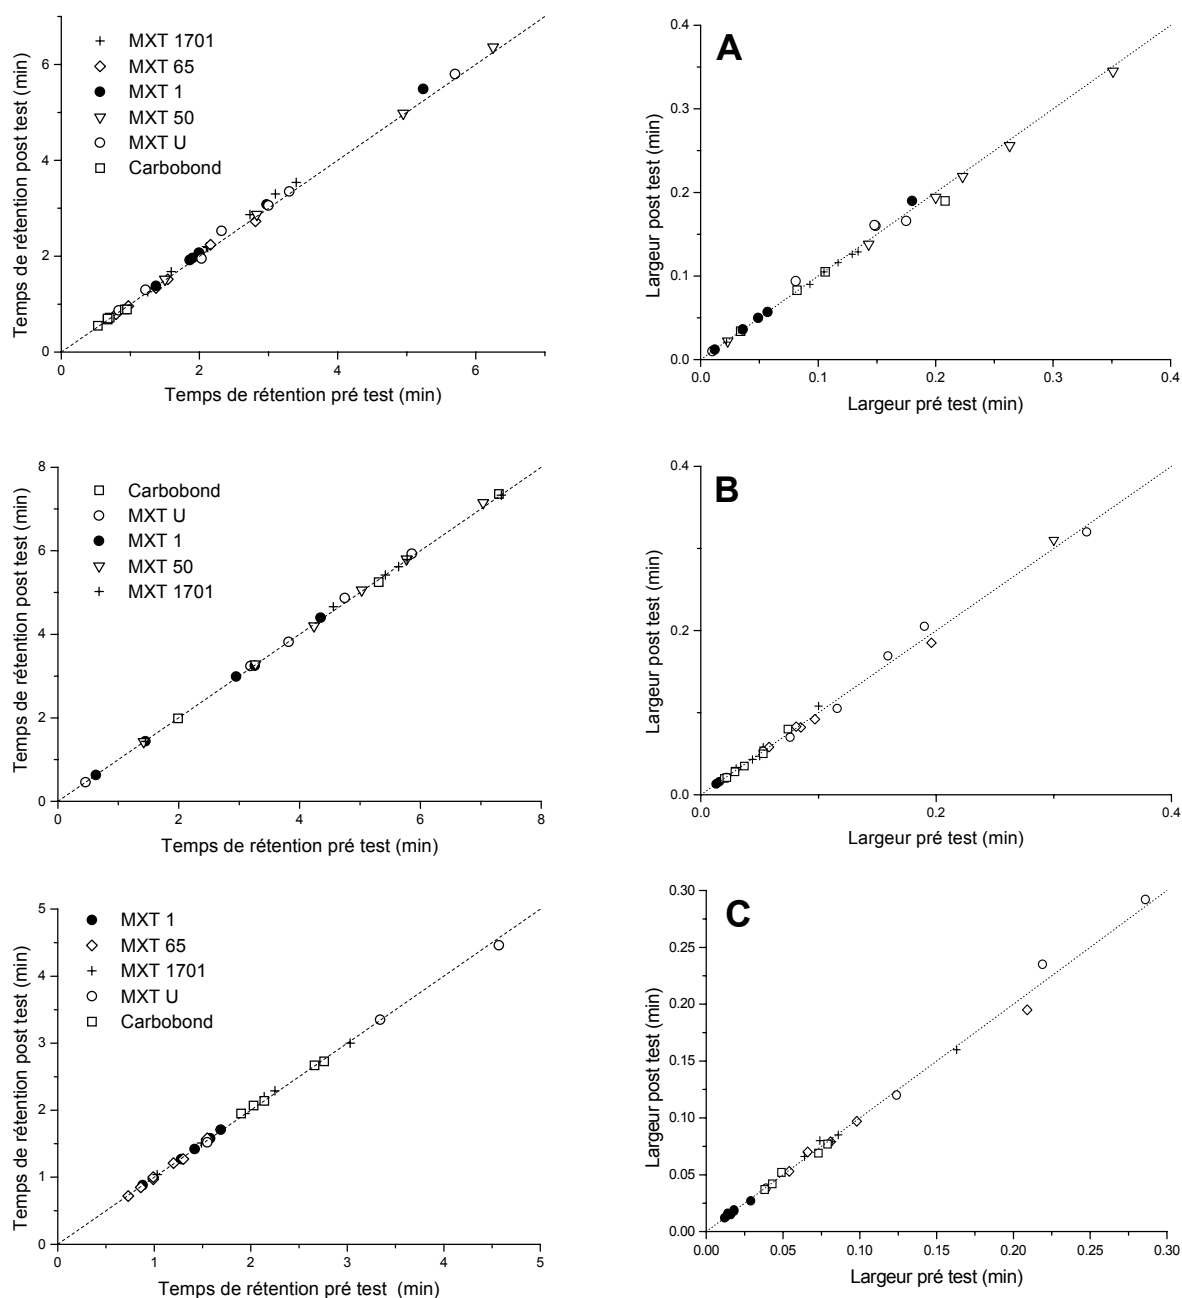 MXT 1701
MXT 65
MXT 1
MXT 50
MXT U
Carbobond
6
4
2
0
0 2 4 6
Temps de rétention post test (min)
Temps de rétention pré test (min)
A
0.4
0.3
0.2
0.1
0.0
0.0 0.1 0.2 0.3 0.4
Largeur post test (min)
Largeur pré test (min)
Carbobond
MXT U
MXT 1
MXT 50
MXT 1701
8
6
4
2
0
0 2 4 6 8
Temps de rétention post test (min)
Temps de rétention pré test (min)
B
0.4
0.2
0.0
0.0 0.2 0.4
Largeur post test (min)
Largeur pré test (min)
MXT 1
MXT 65
MXT 1701
MXT U
Carbobond
5
4
3
2
1
0
0 1 2 3 4 5
Temps de rétention post test (min)
Temps de rétention pré test (min)
C
0.30
0.25
0.20
0.15
0.10
0.05
0.00
0.00 0.05 0.10 0.15 0.20 0.25 0.30
Largeur post test (min)
Largeur pré test (min)